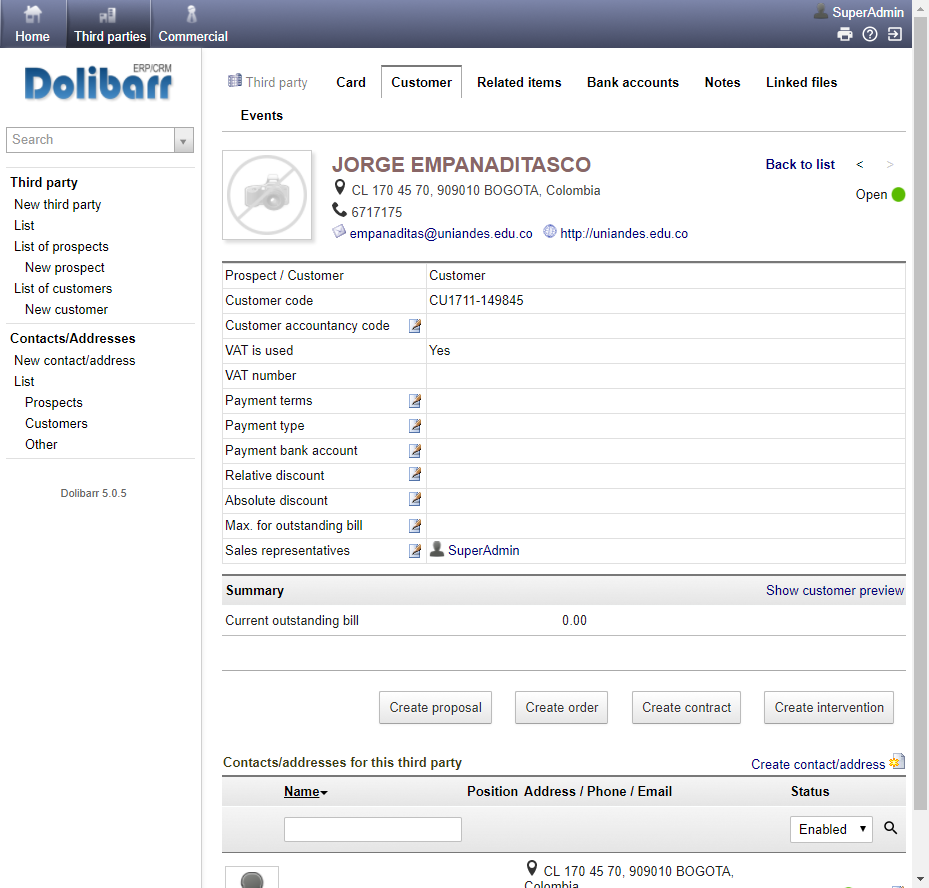 SuperAdmin
Home Third parties Commercial
ERP/CRM
Dolibarr
Search
Third party
New third party
List
List of prospects
New prospect
List of customers
New customer
Contacts/Addresses
New contact/address
List
Prospects
Customers
Other
Dolibarr 5.0.5
Third party Card Customer Related items Bank accounts Notes Linked files
Events
JORGE EMPANADITASCO
Back to list < >
CL 170 45 70, 909010 BOGOTA, Colombia
Open
6717175
empanaditas@uniandes.edu.co http://uniandes.edu.co
Prospect / Customer Customer
Customer code CU1711-149845
Customer accountancy code
VAT is used Yes
VAT number
Payment terms
Payment type
Payment bank account
Relative discount
Absolute discount
Max. for outstanding bill
Sales representatives SuperAdmin
Summary Show customer preview
Current outstanding bill 0.00
Create proposal Create order Create contract Create intervention
Contacts/addresses for this third party Create contact/address
Name Position Address / Phone / Email Status
Enabled
CL 170 45 70, 909010 BOGOTA,
Colombia